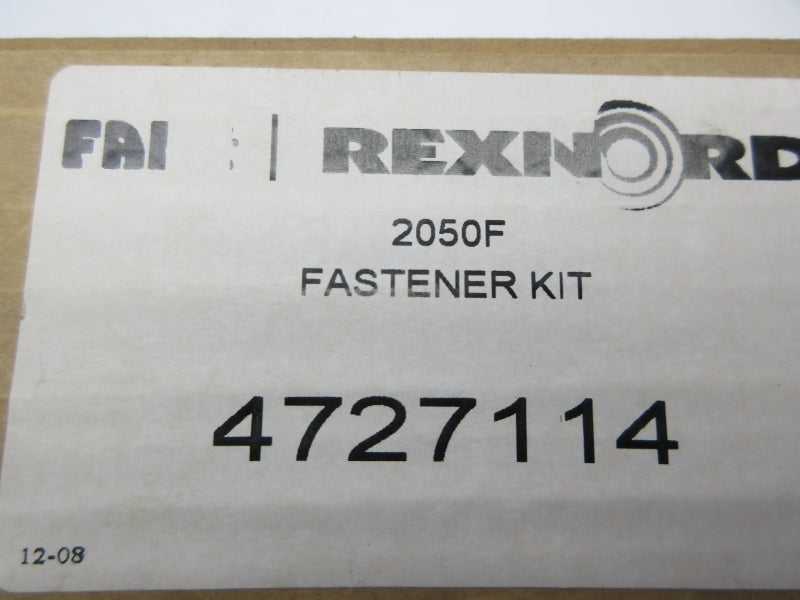 FAI | REXNORD
2050F
FASTENER KIT
4727114
12-08